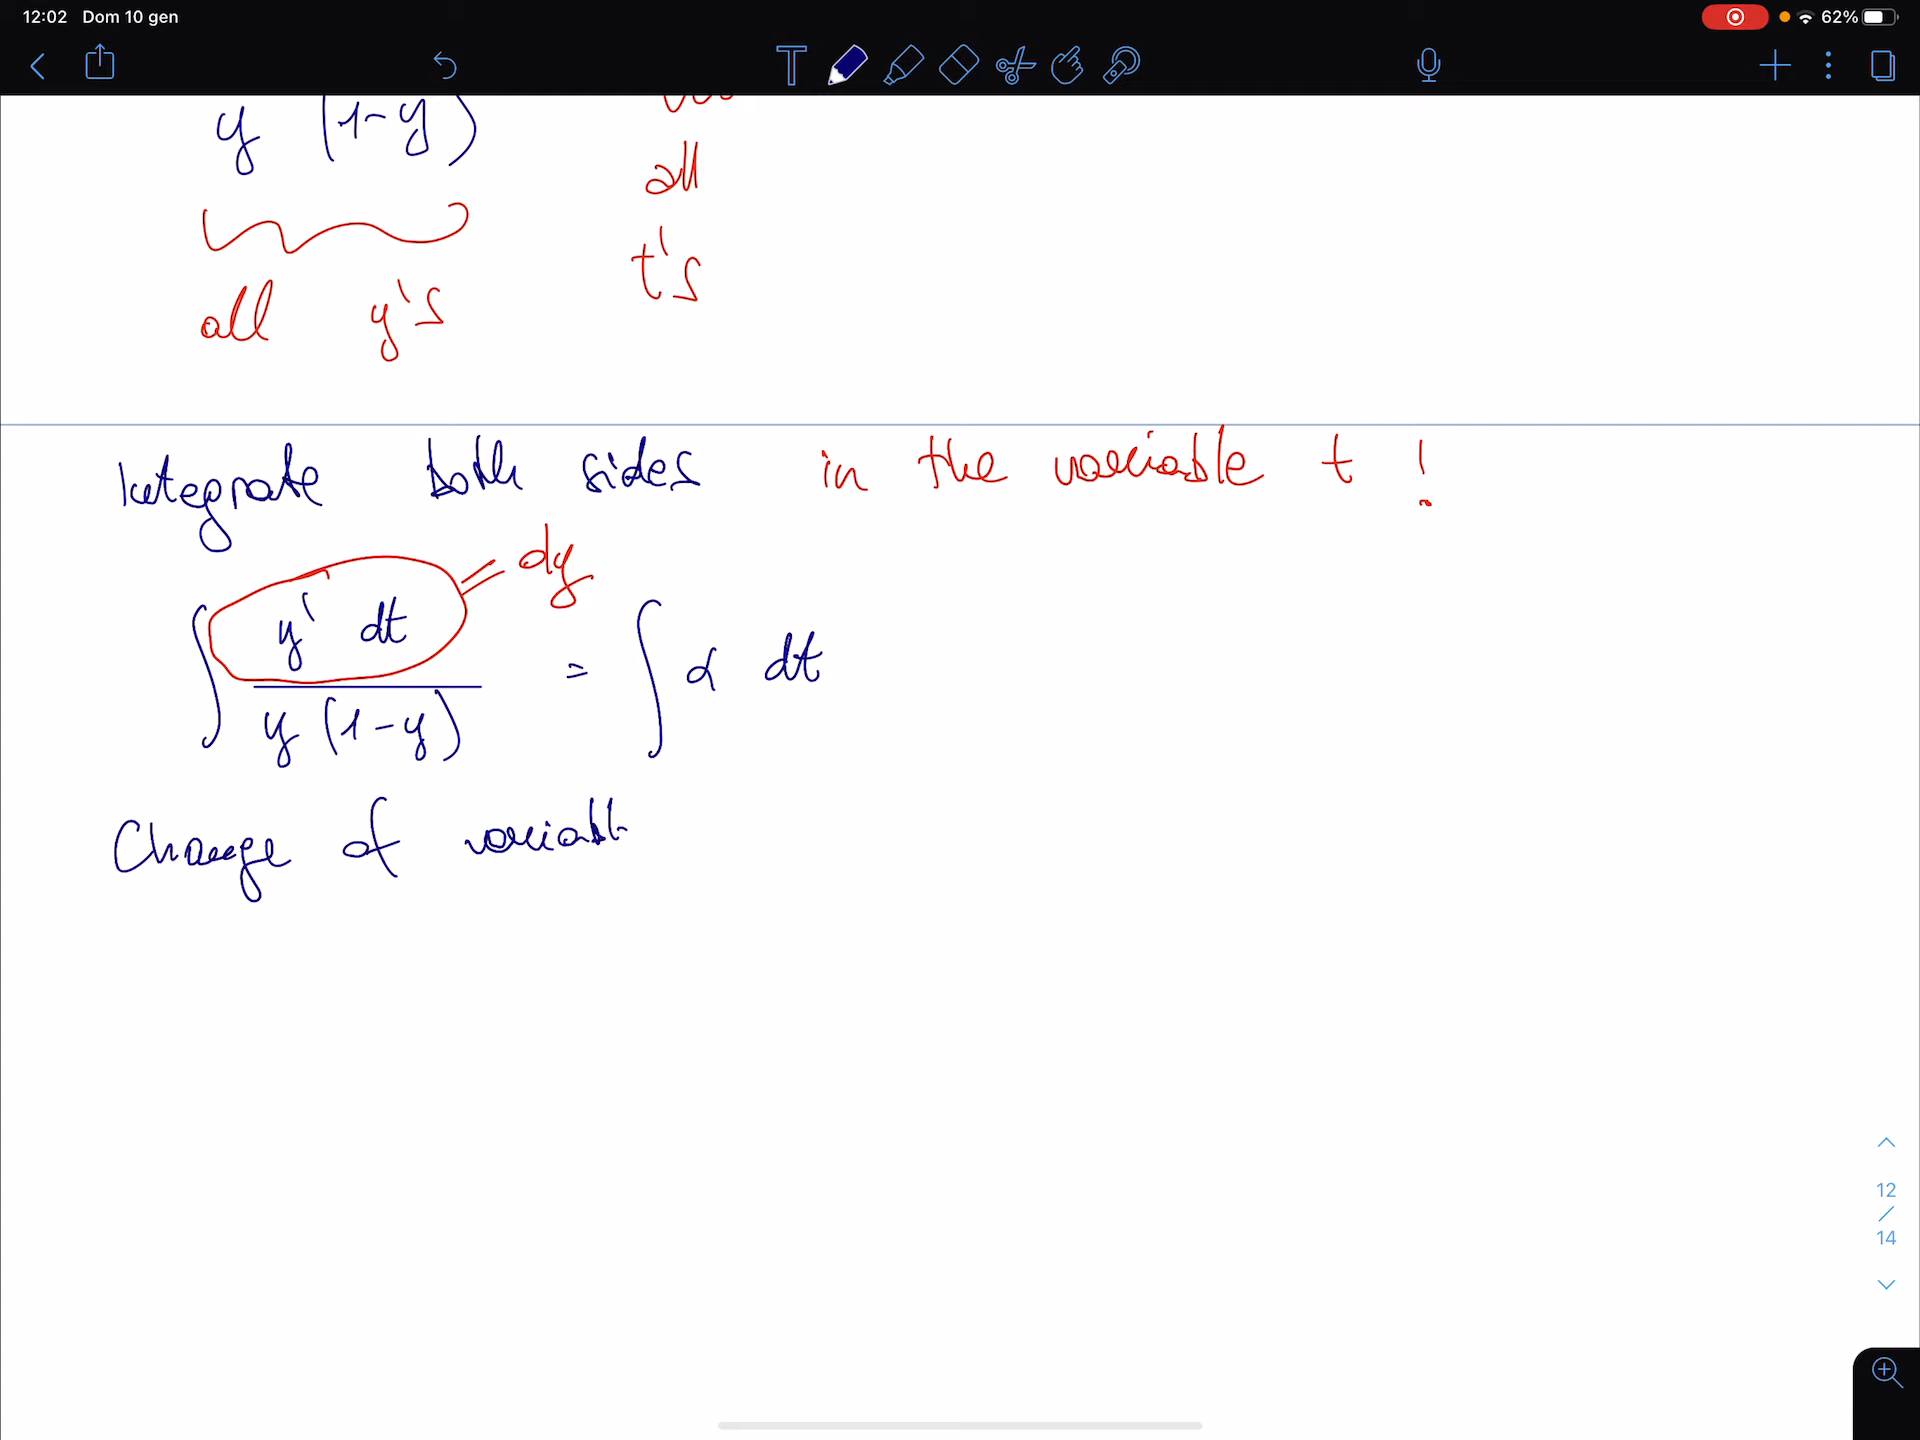 12:02 Dom 10 gen 62%
y (1-y)
all
t's
all y's
Integrate both sides in the variable t !
= dy
∫ y' dt / y (1-y) = ∫ α dt
Change of variabl
12
/
14